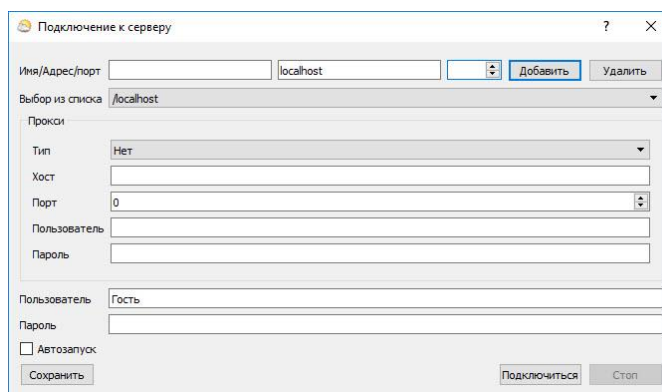 Подключение к серверу ?
Имя/Адрес/порт localhost Добавить Удалить
Выбор из списка /localhost
Прокси
Тип Нет
Хост
Порт 0
Пользователь
Пароль
Пользователь Гость
Пароль
Автозапуск
Сохранить Подключиться Стоп